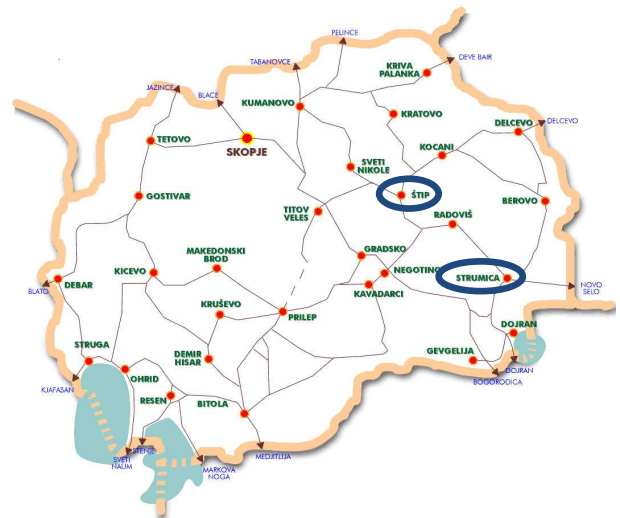 PELINCE
DEVE BAIR
TABANOVCE
KRIVA
PALANKA
JAZINCE
BLACE
KUMANOVO
KRATOVO
DELCEVO
DELCEVO
TETOVO
SKOPJE
KOCANI
SVETI
NIKOLE
GOSTIVAR
ŠTIP
BEROVO
TITOV
VELES
RADOVIŠ
MAKEDONSKI
BROD
GRADSKO
KICEVO
NEGOTINO
STRUMICA
DEBAR
BLATO
KAVADARCI
NOVO
SELO
KRUŠEVO
PRILEP
DOJRAN
STRUGA
DEMIR
HISAR
GEVGELIJA
DOJRAN
BOGORODICA
KJAFASAN
OHRID
RESEN
BITOLA
STENJE
SVETI
NAUM
MARKOVA
NOGA
MEDJITLIJA